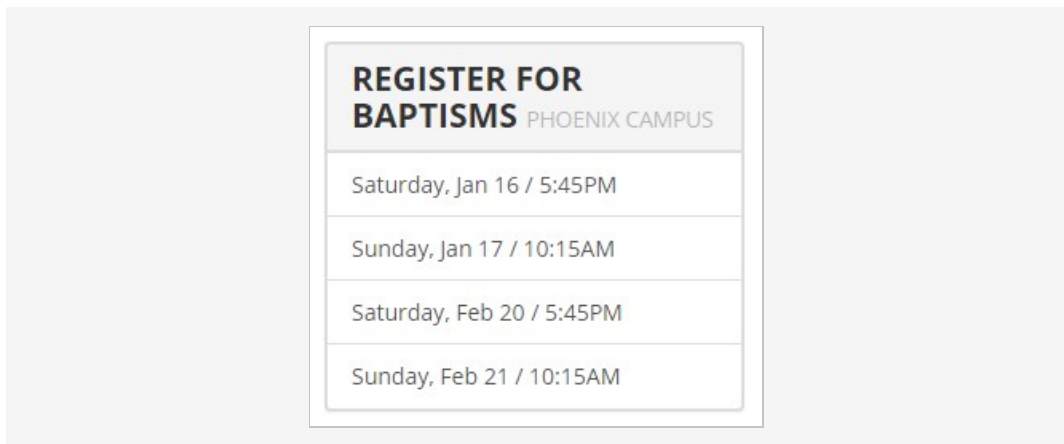 REGISTER FOR
BAPTISMS PHOENIX CAMPUS
Saturday, Jan 16 / 5:45PM
Sunday, Jan 17 / 10:15AM
Saturday, Feb 20 / 5:45PM
Sunday, Feb 21 / 10:15AM